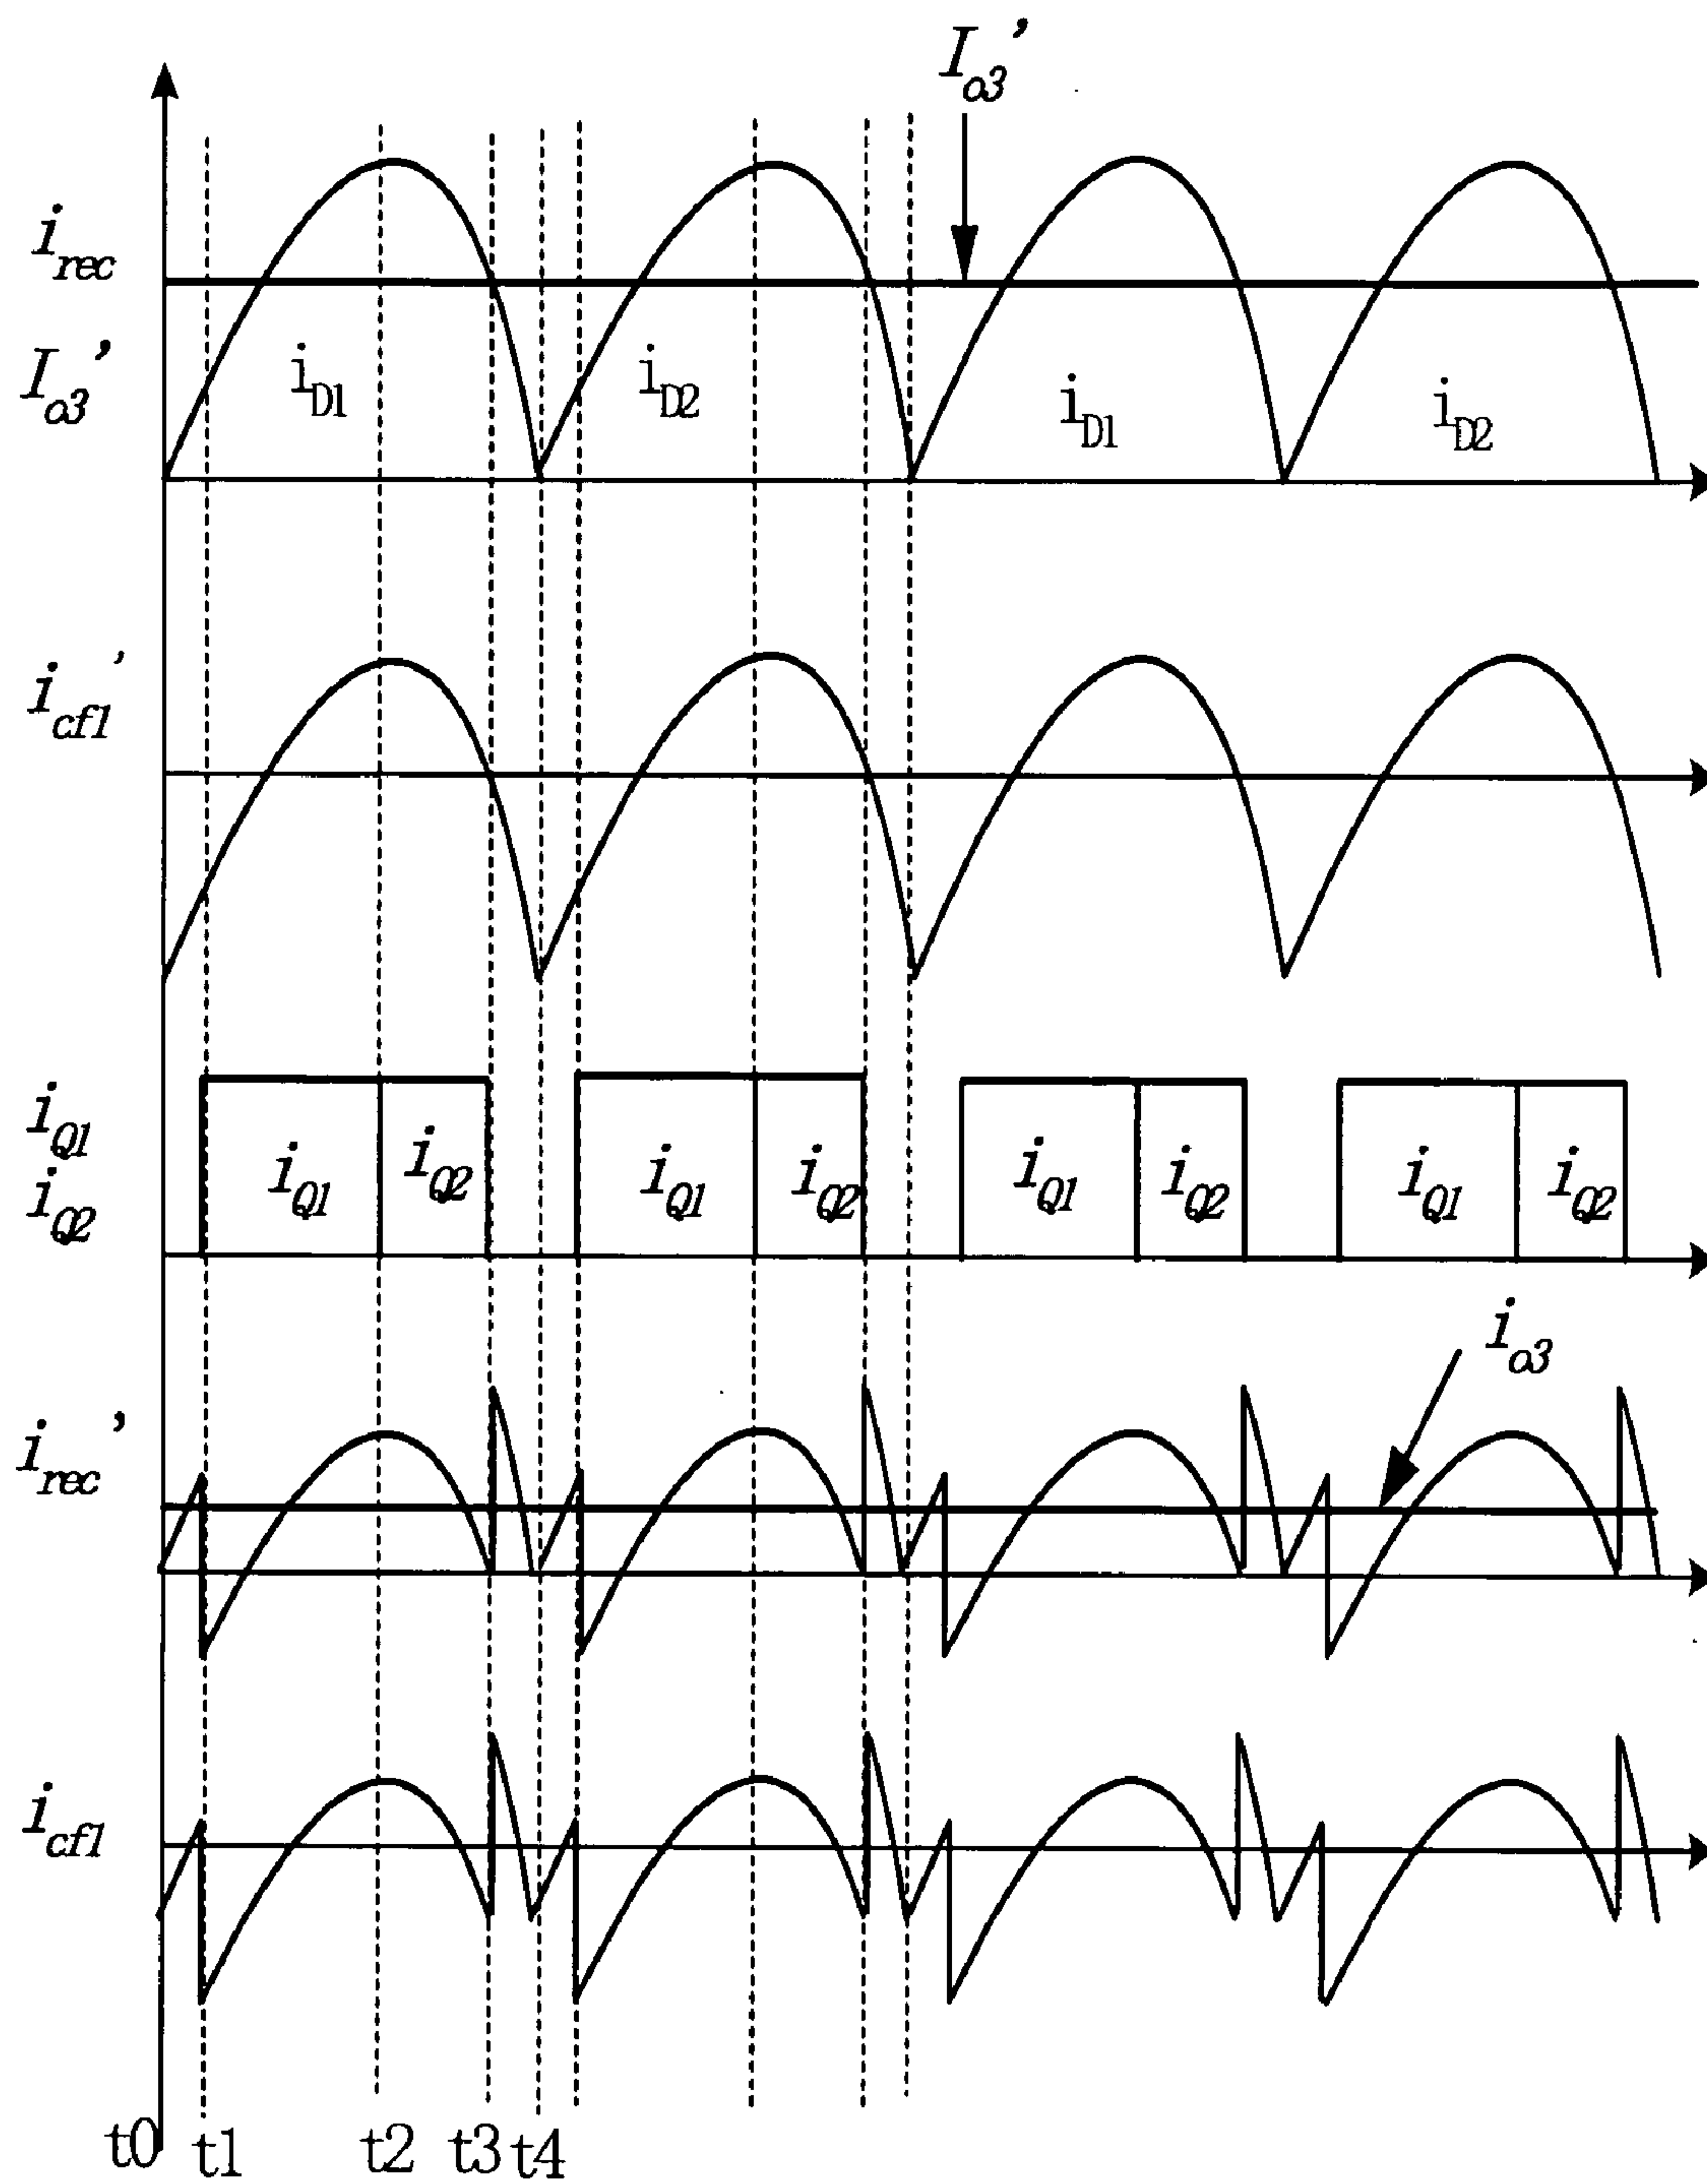 I_o3'
i_rec
I_o3'
i_D1 i_D2 i_D1 i_D2
i_cf1'
i_Q1
i_Q2
i_Q1 i_Q2 i_Q1 i_Q2 i_Q1 i_Q2 i_Q1 i_Q2
i_o3
i_rec'
i_cf1
t0 t1 t2 t3 t4